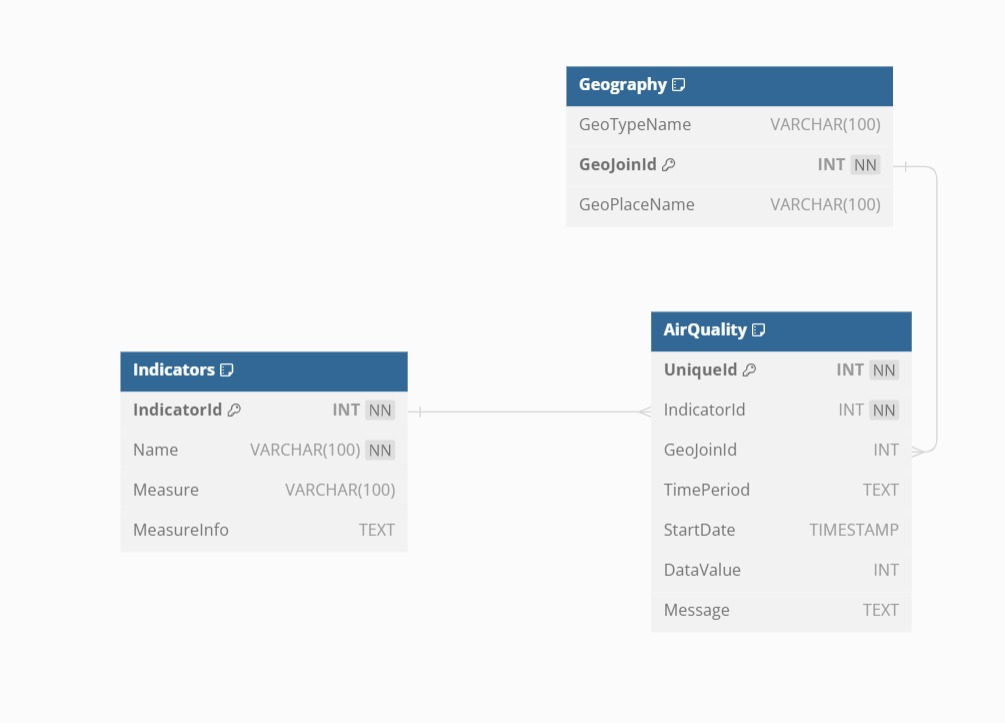 Geography
GeoTypeName VARCHAR(100)
GeoJoinId INT NN
GeoPlaceName VARCHAR(100)
AirQuality
UniqueId INT NN
IndicatorId INT NN
GeoJoinId INT
TimePeriod TEXT
StartDate TIMESTAMP
DataValue INT
Message TEXT
Indicators
IndicatorId INT NN
Name VARCHAR(100) NN
Measure VARCHAR(100)
MeasureInfo TEXT